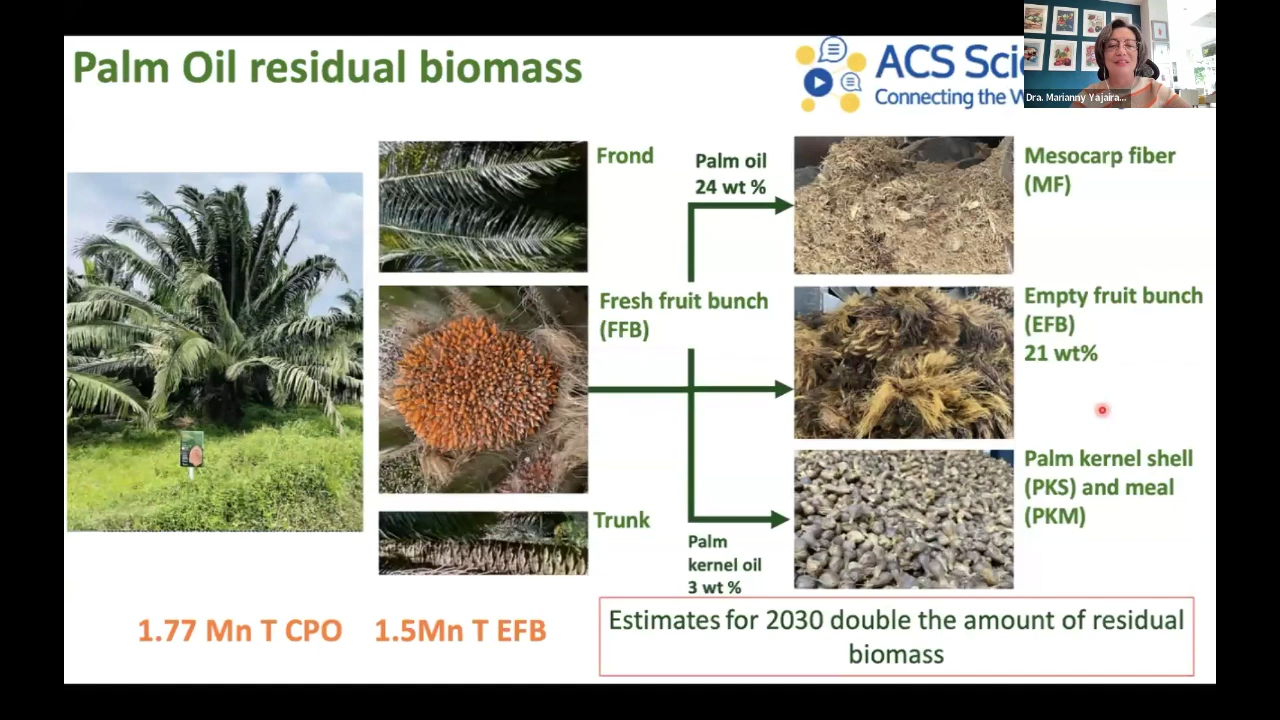 Palm Oil residual biomass
ACS Sci
Connecting the W
Dra. Marianny Yajaira...
Frond
Palm oil
24 wt %
Mesocarp fiber
(MF)
Fresh fruit bunch
(FFB)
Empty fruit bunch
(EFB)
21 wt%
Trunk
Palm
kernel oil
3 wt %
Palm kernel shell
(PKS) and meal
(PKM)
1.77 Mn T CPO 1.5Mn T EFB
Estimates for 2030 double the amount of residual
biomass